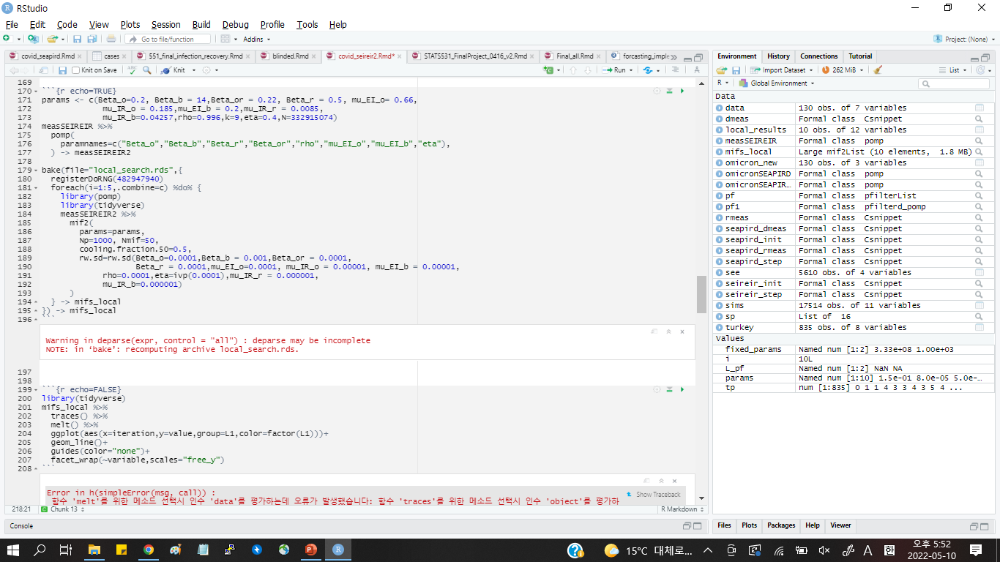 RStudio
File Edit Code View Plots Session Build Debug Profile Tools Help
Go to file/function Addins Project: (None)
covid_seapird.Rmd cases 551_final_infection_recovery.Rmd blinded.Rmd covid_seireir2.Rmd* STATS531_FinalProject_0416_v2.Rmd Final_all.Rmd forcasting_imple
Knit on Save Knit Run
169
170 ```{r echo=TRUE}
171 params <- c(Beta_o=0.2, Beta_b = 14,Beta_or = 0.22, Beta_r = 0.5, mu_EI_o= 0.66,
172 mu_IR_o = 0.185,mu_EI_b = 0.2,mu_IR_r = 0.0085,
173 mu_IR_b=0.04257,rho=0.996,k=9,eta=0.4,N=332915074)
174 measSEIREIR %>%
175 pomp(
176 paramnames=c("Beta_o","Beta_b","Beta_r","Beta_or","rho","mu_EI_o","mu_EI_b","eta"),
177 ) -> measSEIREIR2
178
179 bake(file="local_search.rds",{
180 registerDoRNG(482947940)
181 foreach(i=1:5,.combine=c) %do% {
182 library(pomp)
183 library(tidyverse)
184 measSEIREIR2 %>%
185 mif2(
186 params=params,
187 Np=1000, Nmif=50,
188 cooling.fraction.50=0.5,
189 rw.sd=rw.sd(Beta_o=0.0001,Beta_b = 0.001,Beta_or = 0.0001,
190 Beta_r = 0.0001,mu_EI_o=0.0001, mu_IR_o = 0.00001, mu_EI_b = 0.00001,
191 rho=0.0001,eta=ivp(0.0001),mu_IR_r = 0.000001,
192 mu_IR_b=0.000001)
193 )
194 } -> mifs_local
195 }) -> mifs_local
196 ```
Warning in deparse(expr, control = "all") : deparse may be incomplete
NOTE: in ‘bake’: recomputing archive local_search.rds.
197
198
199 ```{r echo=FALSE}
200 library(tidyverse)
201 mifs_local %>%
202 traces() %>%
203 melt() %>%
204 ggplot(aes(x=iteration,y=value,group=L1,color=factor(L1)))+
205 geom_line()+
206 guides(color="none")+
207 facet_wrap(~variable,scales="free_y")
208 ```
Error in h(simpleError(msg, call)) :
함수 'melt'를 위한 메소드 선택시 인수 'data'를 평가하는데 오류가 발생했습니다: 함수 'traces'를 위한 메소드 선택시 인수 'object'를 평가하
Show Traceback
218:21 Chunk 13 R Markdown
Console
Environment History Connections Tutorial
Import Dataset 262 MiB List
R Global Environment
Data
data 130 obs. of 7 variables
dmeas Formal class Csnippet
local_results 10 obs. of 12 variables
measSEIREIR Formal class pomp
mifs_local Large mif2List (10 elements, 1.8 MB)
omicron_new 130 obs. of 3 variables
omicronSEAPIRD Formal class pomp
omicronSEAPIR… Formal class pomp
pf Formal class pfilterList
pf1 Formal class pfilterd_pomp
rmeas Formal class Csnippet
seapird_dmeas Formal class Csnippet
seapird_init Formal class Csnippet
seapird_rmeas Formal class Csnippet
seapird_step Formal class Csnippet
see 5610 obs. of 4 variables
seireir_init Formal class Csnippet
seireir_step Formal class Csnippet
sims 17514 obs. of 11 variables
sp List of 16
turkey 835 obs. of 8 variables
Values
fixed_params Named num [1:2] 3.33e+08 1.00e+03
i 10L
L_pf Named num [1:2] NaN NA
params Named num [1:10] 1.5e-01 8.0e-05 5.0e-…
tp num [1:835] 0 1 1 4 3 3 4 3 5 4 ...
Files Plots Packages Help Viewer
15°C 대체로... A 한 오후 5:52
2022-05-10